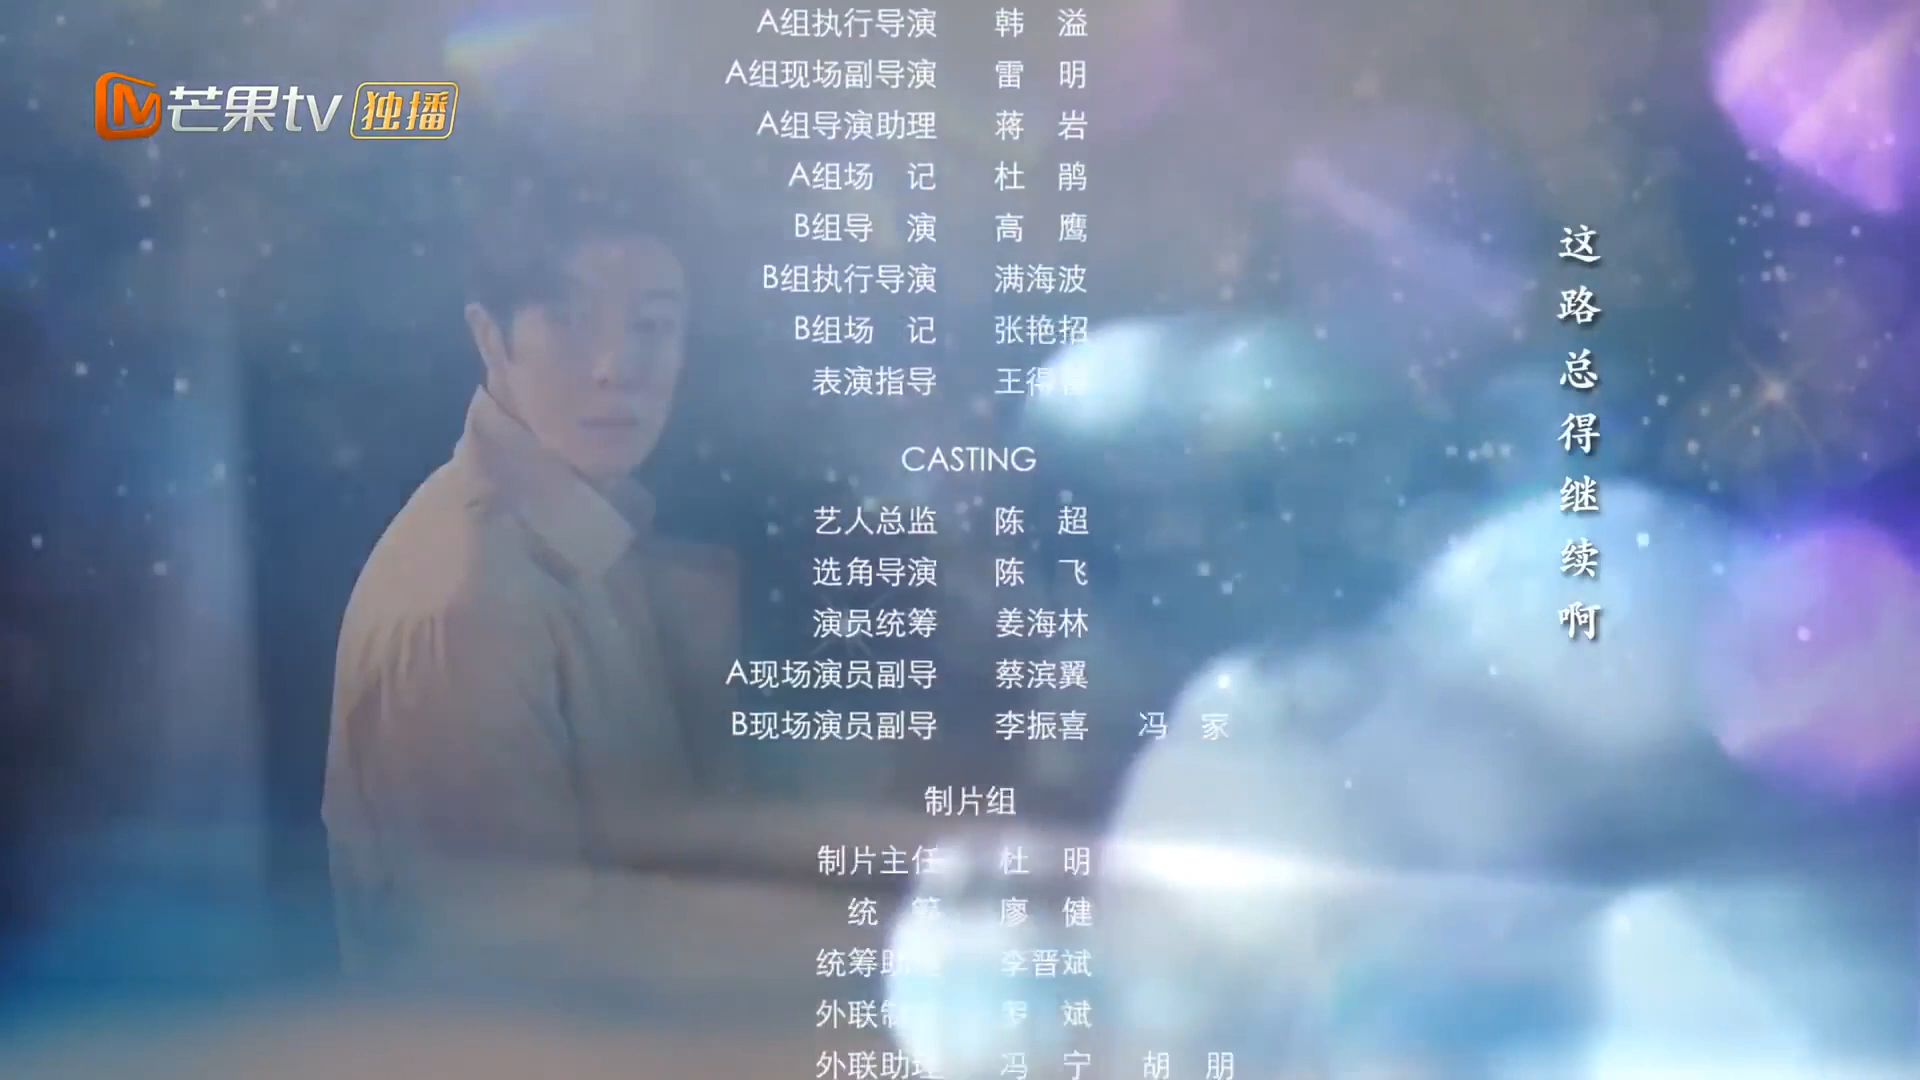 A组执行导演 韩 溢
芒果tv 独播
A组现场副导演 雷 明
A组导演助理 蒋 岩
A组场 记 杜 鹃
B组导 演 高 鹰
B组执行导演 满海波
B组场 记 张艳招
表演指导 王得
CASTING
艺人总监 陈 超
选角导演 陈 飞
演员统筹 姜海林
A现场演员副导 蔡滨翼
B现场演员副导 李振喜 冯 家
制片组
制片主任 杜 明
统 筹 廖 健
统筹助 李晋斌
外联制 罗 斌
外联助理 冯 宁 胡 朋
这路总得继续啊